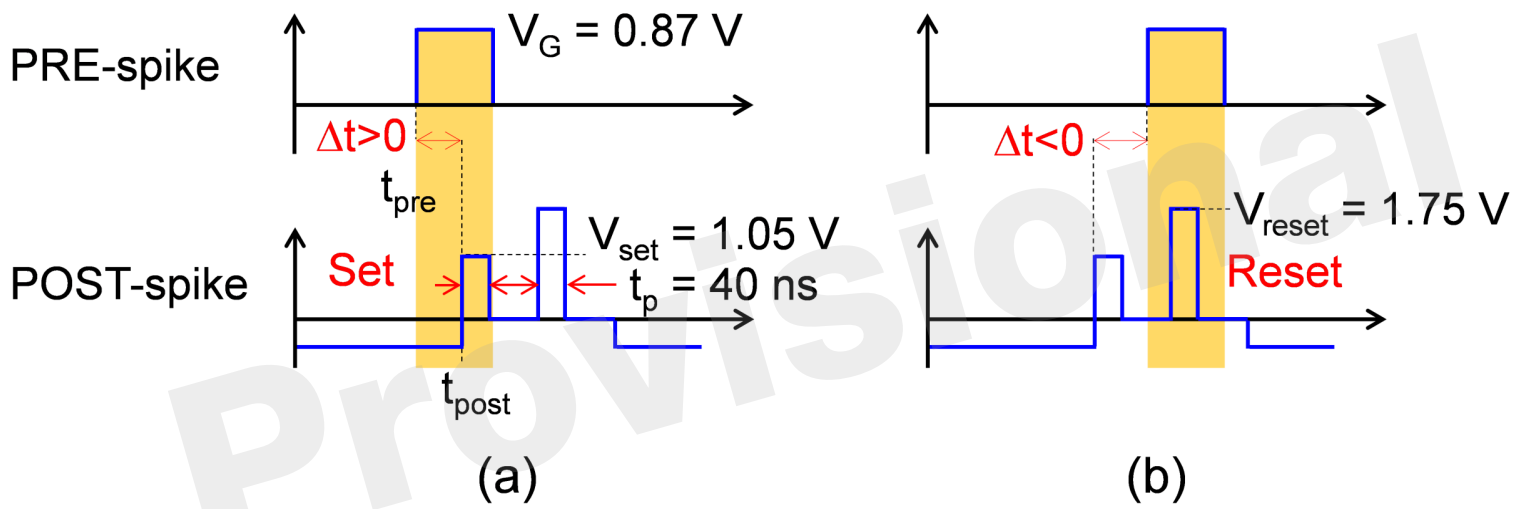 PRE-spike
V_G = 0.87 V
Δt>0
t_pre
Set
V_set = 1.05 V
t_p = 40 ns
POST-spike
t_post
(a)
Δt<0
V_reset = 1.75 V
Reset
(b)
Provisional